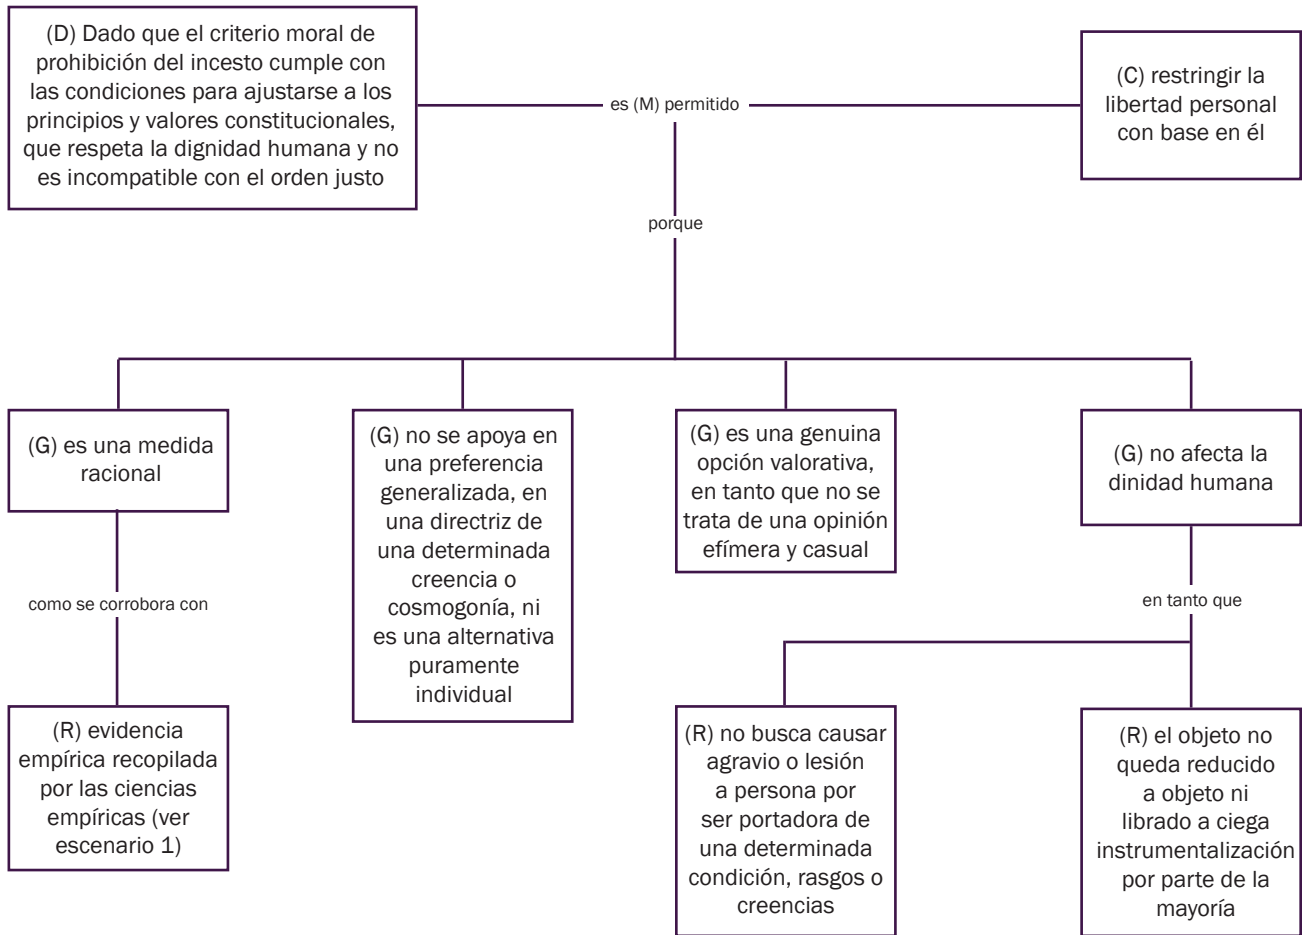 (D) Dado que el criterio moral de
prohibición del incesto cumple con
las condiciones para ajustarse a los
principios y valores constitucionales,
que respeta la dignidad humana y no
es incompatible con el orden justo
es (M) permitido
(C) restringir la
libertad personal
con base en él
porque
(G) es una medida
racional
(G) no se apoya en
una preferencia
generalizada, en
una directriz de
una determinada
creencia o
cosmogonía, ni
es una alternativa
puramente
individual
(G) es una genuina
opción valorativa,
en tanto que no se
trata de una opinión
efímera y casual
(G) no afecta la
dinidad humana
como se corrobora con
en tanto que
(R) evidencia
empírica recopilada
por las ciencias
empíricas (ver
escenario 1)
(R) no busca causar
agravio o lesión
a persona por
ser portadora de
una determinada
condición, rasgos o
creencias
(R) el objeto no
queda reducido
a objeto ni
librado a ciega
instrumentalización
por parte de la
mayoría